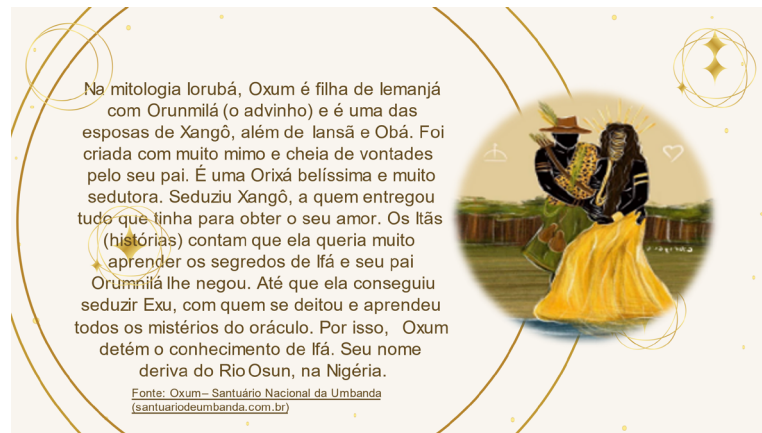 Na mitologia Iorubá, Oxum é filha de Iemanjá
com Orunmilá (o advinho) e é uma das
esposas de Xangô, além de Iansã e Obá. Foi
criada com muito mimo e cheia de vontades
pelo seu pai. É uma Orixá belíssima e muito
sedutora. Seduziu Xangô, a quem entregou
tudo que tinha para obter o seu amor. Os Itãs
(histórias) contam que ela queria muito
aprender os segredos de Ifá e seu pai
Orumnilá lhe negou. Até que ela conseguiu
seduzir Exu, com quem se deitou e aprendeu
todos os mistérios do oráculo. Por isso, Oxum
detém o conhecimento de Ifá. Seu nome
deriva do Rio Osun, na Nigéria.
Fonte: Oxum– Santuário Nacional da Umbanda
(santuariodeumbanda.com.br)